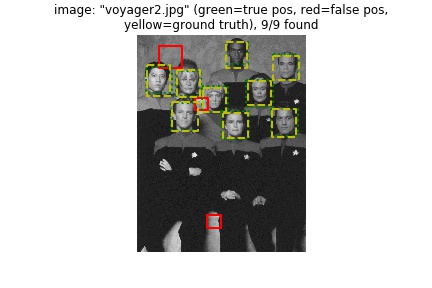 image: "voyager2.jpg" (green=true pos, red=false pos,
yellow=ground truth), 9/9 found